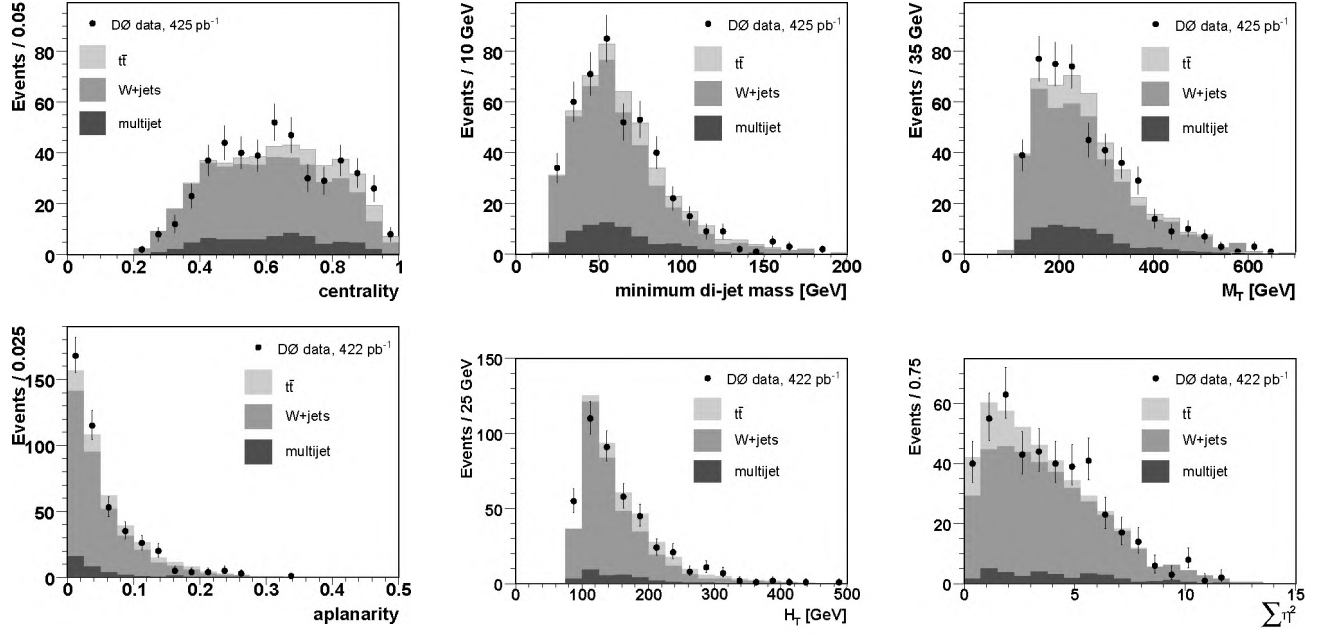 Events / 0.05
80
60
40
20
0
DØ data, 425 pb-1
tt̄
W+jets
multijet
0 0.2 0.4 0.6 0.8 1
centrality
Events / 10 GeV
80
60
40
20
0
DØ data, 425 pb-1
tt̄
W+jets
multijet
0 50 100 150 200
minimum di-jet mass [GeV]
Events / 35 GeV
80
60
40
20
0
DØ data, 425 pb-1
tt̄
W+jets
multijet
0 200 400 600
MT [GeV]
Events / 0.025
150
100
50
0
DØ data, 422 pb-1
tt̄
W+jets
multijet
0 0.1 0.2 0.3 0.4 0.5
aplanarity
Events / 25 GeV
150
100
50
0
DØ data, 422 pb-1
tt̄
W+jets
multijet
0 100 200 300 400 500
HT [GeV]
Events / 0.75
60
40
20
0
DØ data, 422 pb-1
tt̄
W+jets
multijet
0 5 10 15
∑η²